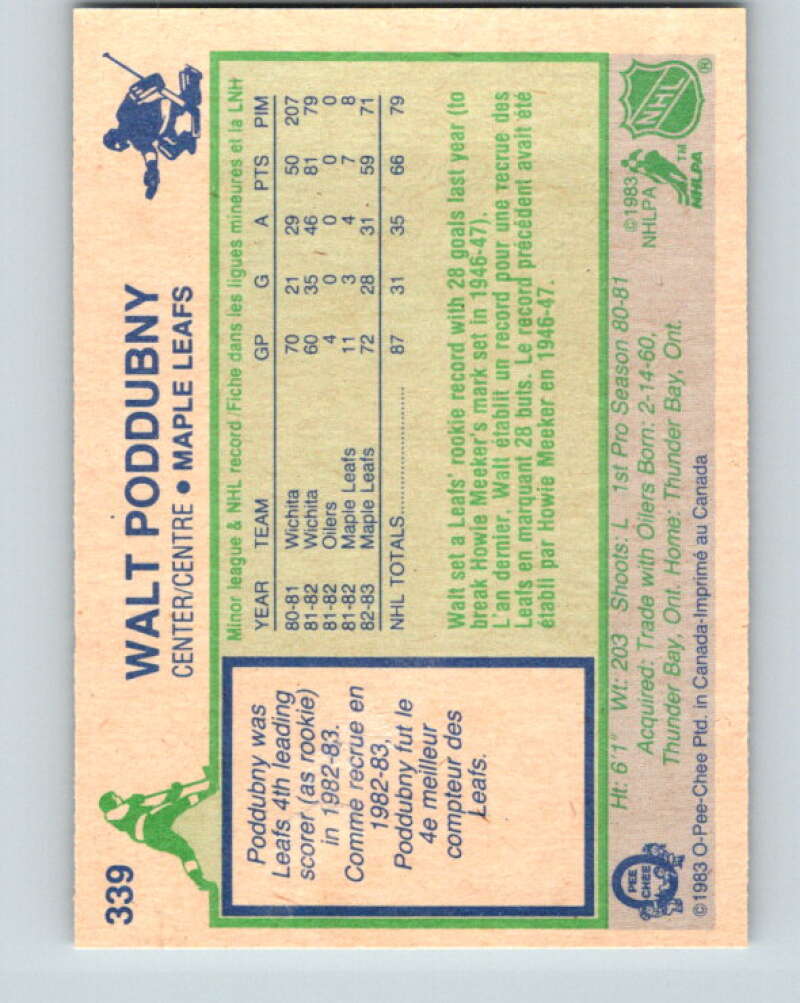 339
WALT PODDUBNY
CENTER/CENTRE • MAPLE LEAFS
Poddubny was
Leafs 4th leading
scorer (as rookie)
in 1982-83.
Comme recrue en
1982-83,
Poddubny fut le
4e meilleur
compteur des
Leafs.
Minor league & NHL record/Fiche dans les ligues mineures et la LNH
YEAR TEAM GP G A PTS PIM
80-81 Wichita 70 21 29 50 207
81-82 Wichita 60 35 46 81 79
81-82 Oilers 4 0 0 0 0
81-82 Maple Leafs 11 3 4 7 8
82-83 Maple Leafs 72 28 31 59 71
NHL TOTALS.................... 87 31 35 66 79
Walt set a Leafs' rookie record with 28 goals last year (to
break Howie Meeker's mark set in 1946-47).
L'an dernier, Walt établit un record pour une recrue des
Leafs en marquant 28 buts. Le record précédent avait été
établi par Howie Meeker en 1946-47.
PEE
CHEE
Ht: 6'1" Wt: 203 Shoots: L 1st Pro Season 80-81
Acquired: Trade with Oilers Born: 2-14-60,
Thunder Bay, Ont. Home: Thunder Bay, Ont.
©1983 O-Pee-Chee Ptd. in Canada-Imprimé au Canada
©1983
NHLPA
NHL ®
NHLPA TM